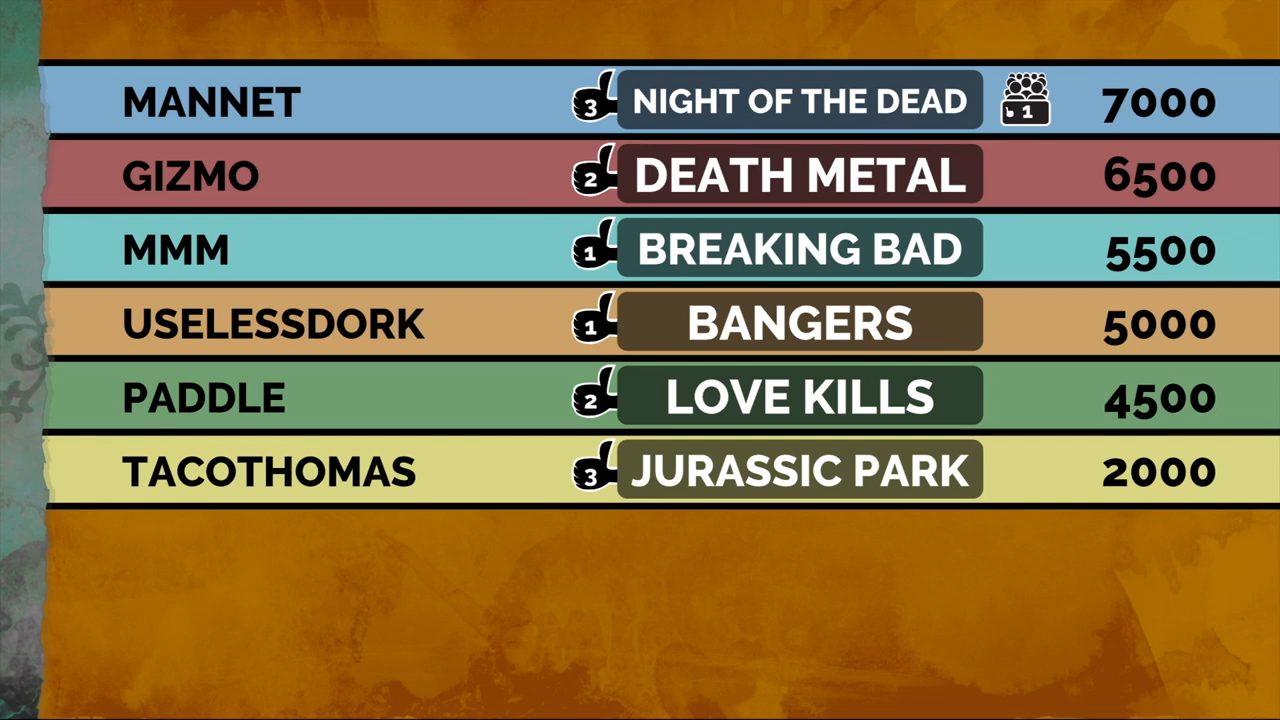 MANNET 3 NIGHT OF THE DEAD 1 7000
GIZMO 2 DEATH METAL 6500
MMM 1 BREAKING BAD 5500
USELESSDORK 1 BANGERS 5000
PADDLE 2 LOVE KILLS 4500
TACOTHOMAS 3 JURASSIC PARK 2000